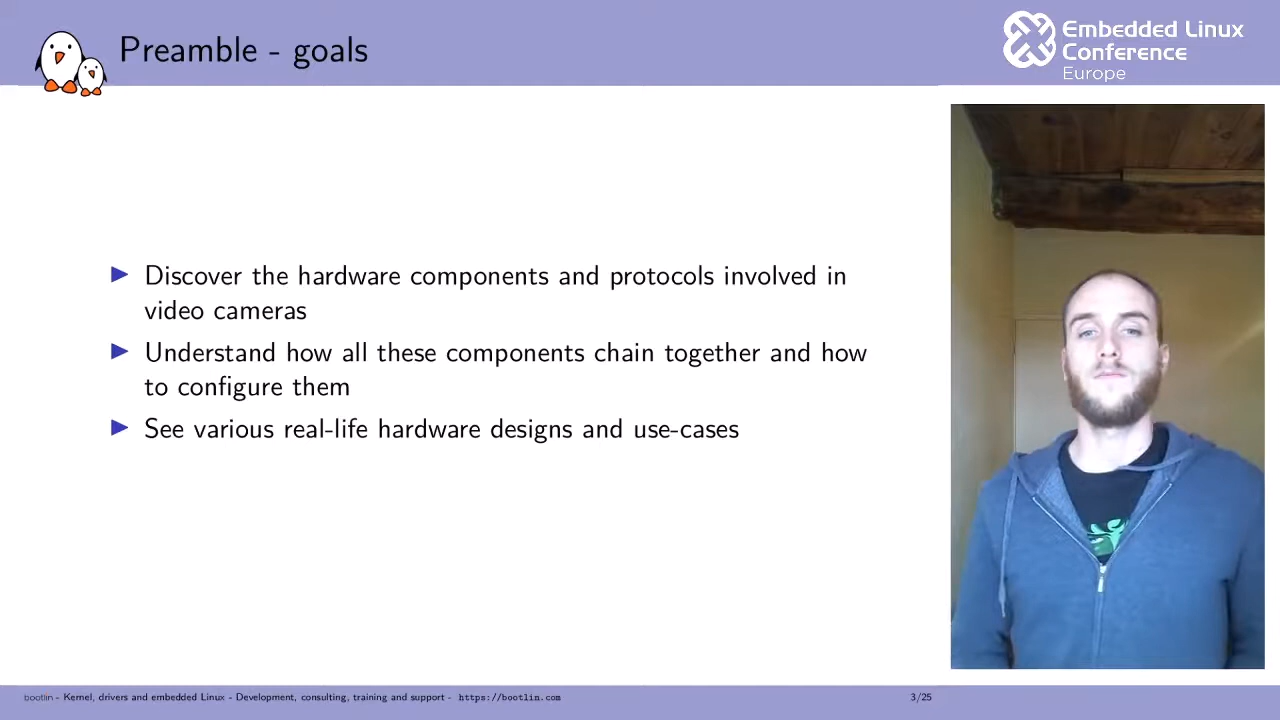 Preamble - goals
Embedded Linux
Conference
Europe
▶ Discover the hardware components and protocols involved in
video cameras
▶ Understand how all these components chain together and how
to configure them
▶ See various real-life hardware designs and use-cases
bootlin - Kernel, drivers and embedded Linux - Development, consulting, training and support - https://bootlin.com
3/25